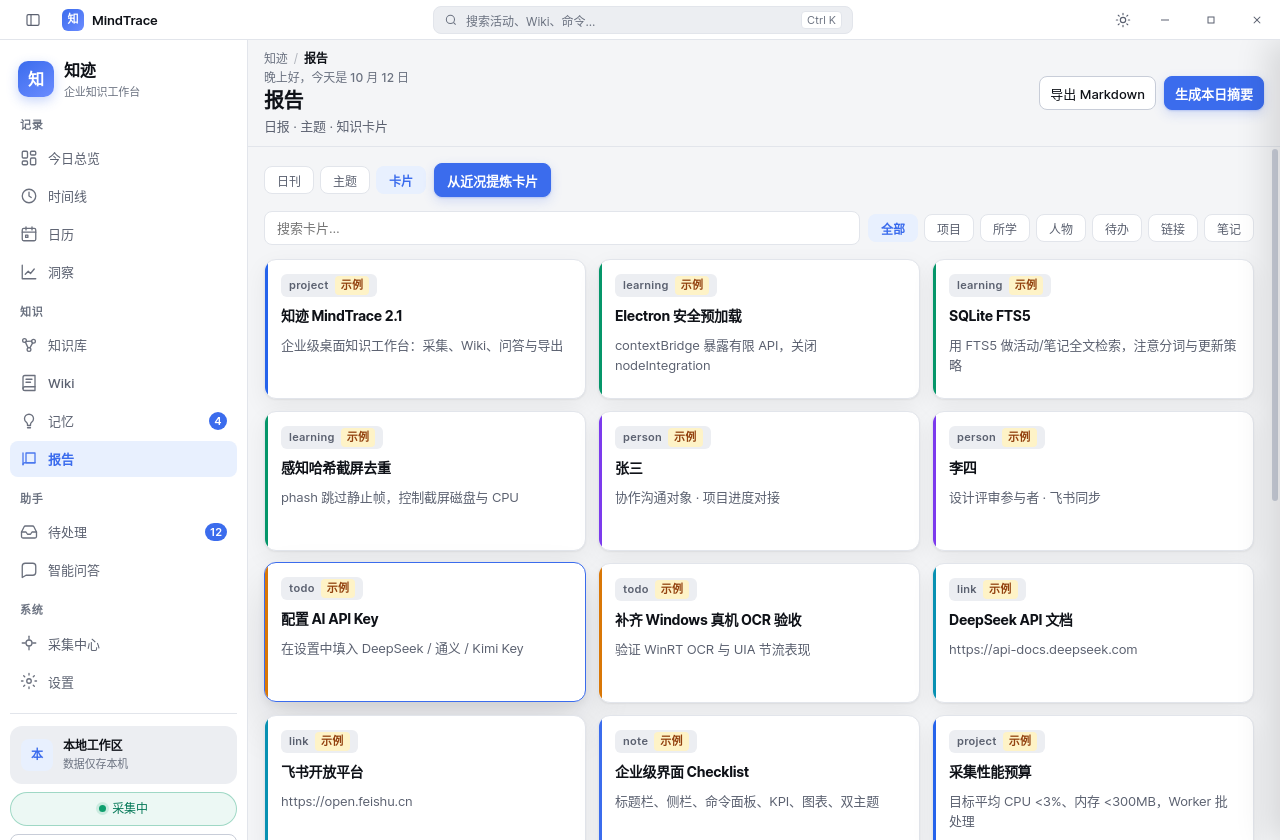 知 MindTrace
搜索活动、Wiki、命令... Ctrl K
知
知迹
企业知识工作台
记录
今日总览
时间线
日历
洞察
知识
知识库
Wiki
记忆 4
报告
助手
待处理 12
智能问答
系统
采集中心
设置
本
本地工作区
数据仅存本机
采集中
知迹 / 报告
晚上好，今天是 10 月 12 日
报告
日报 · 主题 · 知识卡片
导出 Markdown 生成本日摘要
日刊 主题 卡片 从近况提炼卡片
搜索卡片... 全部 项目 所学 人物 待办 链接 笔记
project 示例
知迹 MindTrace 2.1
企业级桌面知识工作台：采集、Wiki、问答与导出
learning 示例
Electron 安全预加载
contextBridge 暴露有限 API，关闭
nodeIntegration
learning 示例
SQLite FTS5
用 FTS5 做活动/笔记全文检索，注意分词与更新策
略
learning 示例
感知哈希截屏去重
phash 跳过静止帧，控制截屏磁盘与 CPU
person 示例
张三
协作沟通对象 · 项目进度对接
person 示例
李四
设计评审参与者 · 飞书同步
todo 示例
配置 AI API Key
在设置中填入 DeepSeek / 通义 / Kimi Key
todo 示例
补齐 Windows 真机 OCR 验收
验证 WinRT OCR 与 UIA 节流表现
link 示例
DeepSeek API 文档
https://api-docs.deepseek.com
link 示例
飞书开放平台
https://open.feishu.cn
note 示例
企业级界面 Checklist
标题栏、侧栏、命令面板、KPI、图表、双主题
project 示例
采集性能预算
目标平均 CPU <3%、内存 <300MB，Worker 批
处理